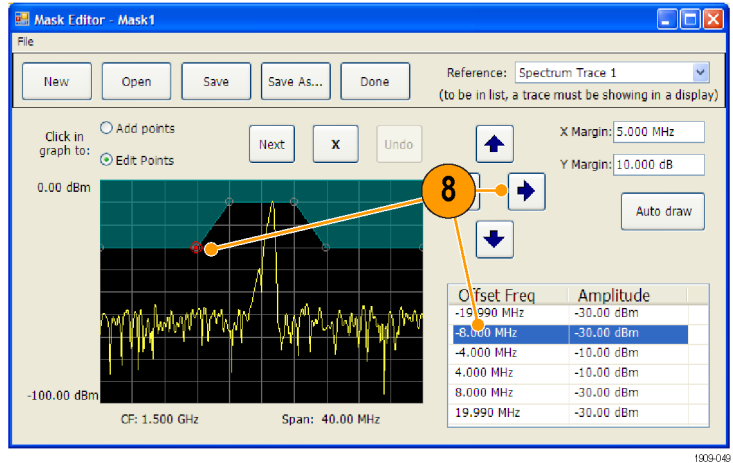 Mask Editor - Mask1
File
New Open Save Save As... Done
Reference: Spectrum Trace 1
(to be in list, a trace must be showing in a display)
Click in
graph to:
Add points
Edit Points
Next X Undo
X Margin: 5.000 MHz
Y Margin: 10.000 dB
Auto draw
8
0.00 dBm
-100.00 dBm
CF: 1.500 GHz Span: 40.00 MHz
Offset Freq Amplitude
-19.990 MHz -30.00 dBm
-8.000 MHz -30.00 dBm
-4.000 MHz -10.00 dBm
4.000 MHz -10.00 dBm
8.000 MHz -30.00 dBm
19.990 MHz -30.00 dBm
8
1909-049